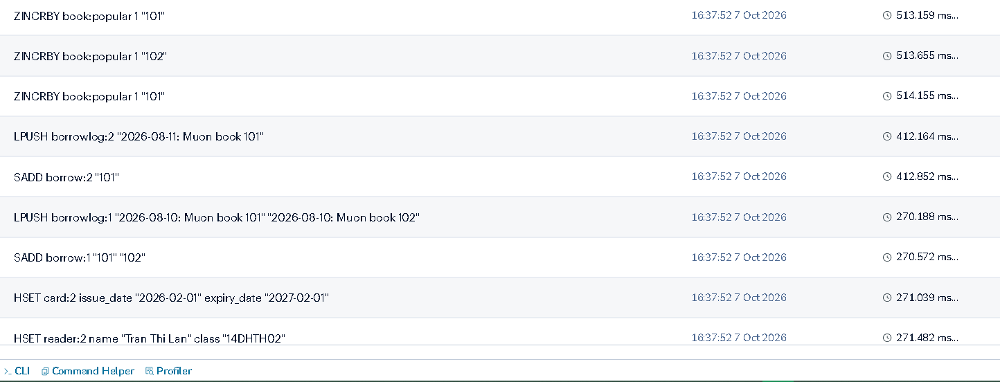 ZINCRBY book:popular 1 "101" 16:37:52 7 Oct 2026 513.159 ms...
ZINCRBY book:popular 1 "102" 16:37:52 7 Oct 2026 513.655 ms...
ZINCRBY book:popular 1 "101" 16:37:52 7 Oct 2026 514.155 ms...
LPUSH borrowlog:2 "2026-08-11: Muon book 101" 16:37:52 7 Oct 2026 412.164 ms...
SADD borrow:2 "101" 16:37:52 7 Oct 2026 412.852 ms...
LPUSH borrowlog:1 "2026-08-10: Muon book 101" "2026-08-10: Muon book 102" 16:37:52 7 Oct 2026 270.188 ms...
SADD borrow:1 "101" "102" 16:37:52 7 Oct 2026 270.572 ms...
HSET card:2 issue_date "2026-02-01" expiry_date "2027-02-01" 16:37:52 7 Oct 2026 271.039 ms...
HSET reader:2 name "Tran Thi Lan" class "14DHTH02" 16:37:52 7 Oct 2026 271.482 ms...
>_ CLI Command Helper Profiler